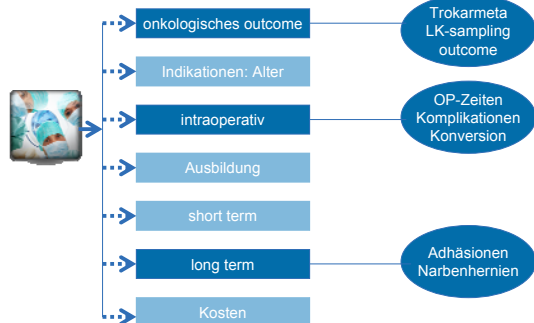 onkologisches outcome
Trokarmeta
LK-sampling
outcome
Indikationen: Alter
intraoperativ
OP-Zeiten
Komplikationen
Konversion
Ausbildung
short term
long term
Adhäsionen
Narbenhernien
Kosten